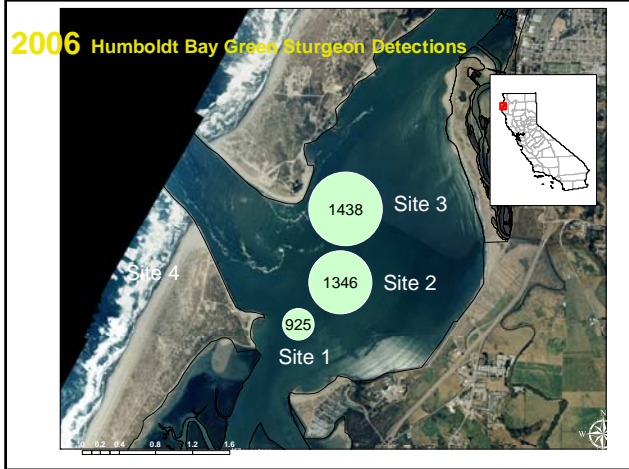 2006 Humboldt Bay Green Sturgeon Detections
1438 Site 3
Site 4
1346 Site 2
925
Site 1
N
W
0 0.2 0.4 0.8 1.2 1.6